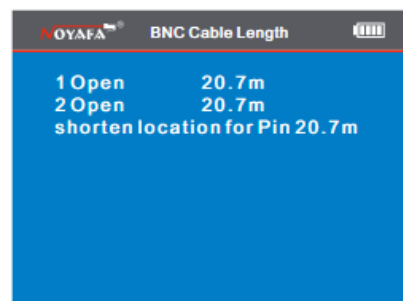 NOYAFA® BNC Cable Length
1 Open 20.7m
2 Open 20.7m
shorten location for Pin 20.7m